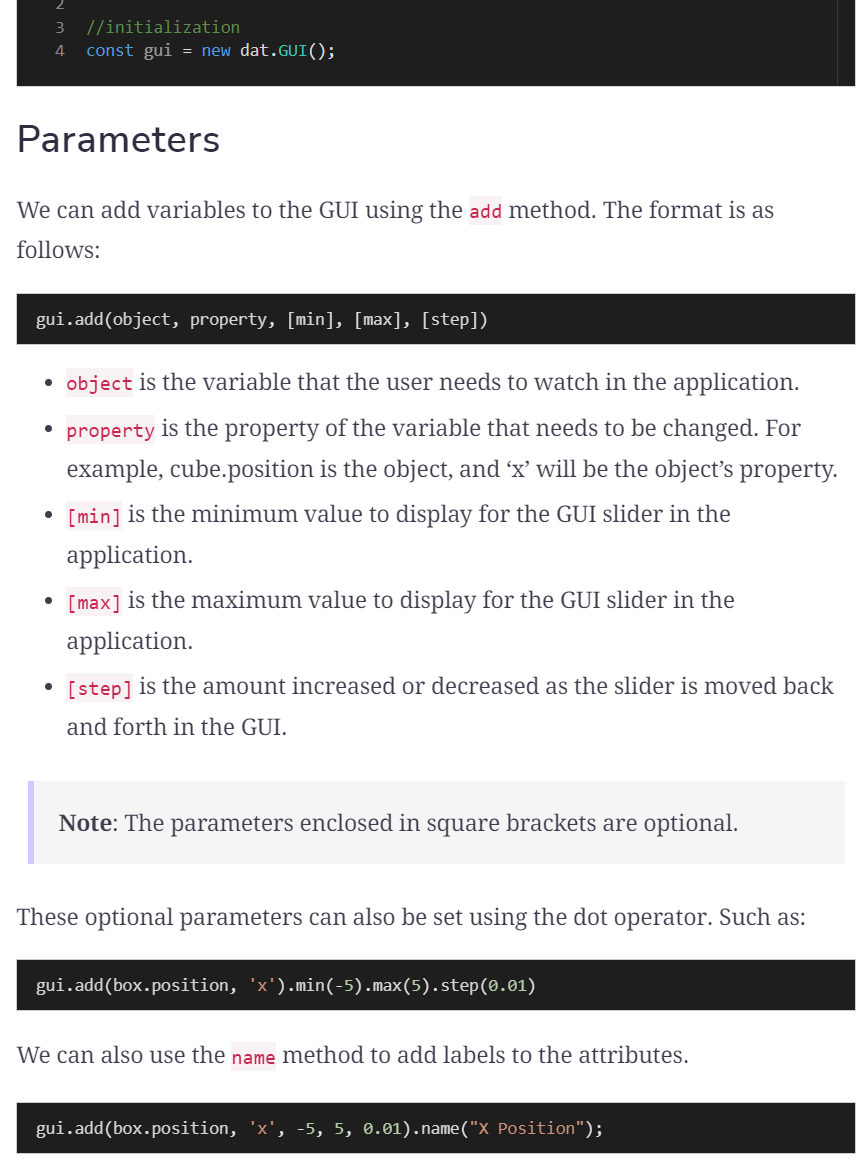 2
3 //initialization
4 const gui = new dat.GUI();
Parameters
We can add variables to the GUI using the add method. The format is as
follows:
gui.add(object, property, [min], [max], [step])
• object is the variable that the user needs to watch in the application.
• property is the property of the variable that needs to be changed. For
example, cube.position is the object, and ‘x’ will be the object’s property.
• [min] is the minimum value to display for the GUI slider in the
application.
• [max] is the maximum value to display for the GUI slider in the
application.
• [step] is the amount increased or decreased as the slider is moved back
and forth in the GUI.
Note: The parameters enclosed in square brackets are optional.
These optional parameters can also be set using the dot operator. Such as:
gui.add(box.position, 'x').min(-5).max(5).step(0.01)
We can also use the name method to add labels to the attributes.
gui.add(box.position, 'x', -5, 5, 0.01).name("X Position");